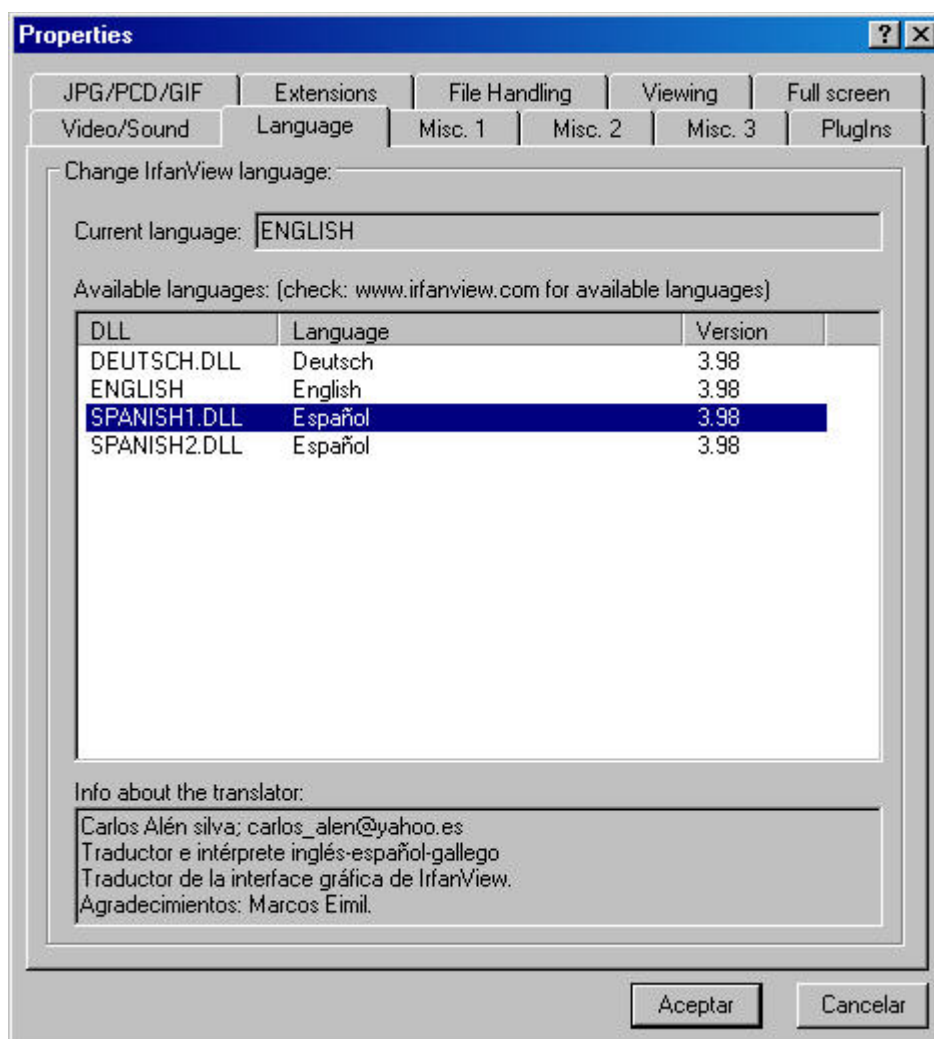 Properties
JPG/PCD/GIF Extensions File Handling Viewing Full screen
Video/Sound Language Misc. 1 Misc. 2 Misc. 3 PlugIns
Change IrfanView language:
Current language: ENGLISH
Available languages: (check: www.irfanview.com for available languages)
DLL Language Version
DEUTSCH.DLL Deutsch 3.98
ENGLISH English 3.98
SPANISH1.DLL Español 3.98
SPANISH2.DLL Español 3.98
Info about the translator:
Carlos Alén silva; carlos_alen@yahoo.es
Traductor e intérprete inglés-español-gallego
Traductor de la interface gráfica de IrfanView.
Agradecimientos: Marcos Eimil.
Aceptar Cancelar